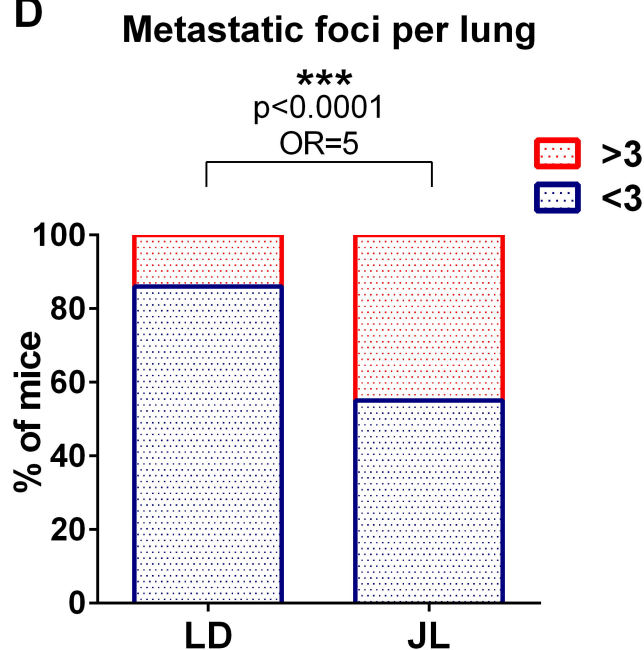 D
Metastatic foci per lung
***
p<0.0001
OR=5
>3
<3
% of mice
100
80
60
40
20
0
LD
JL